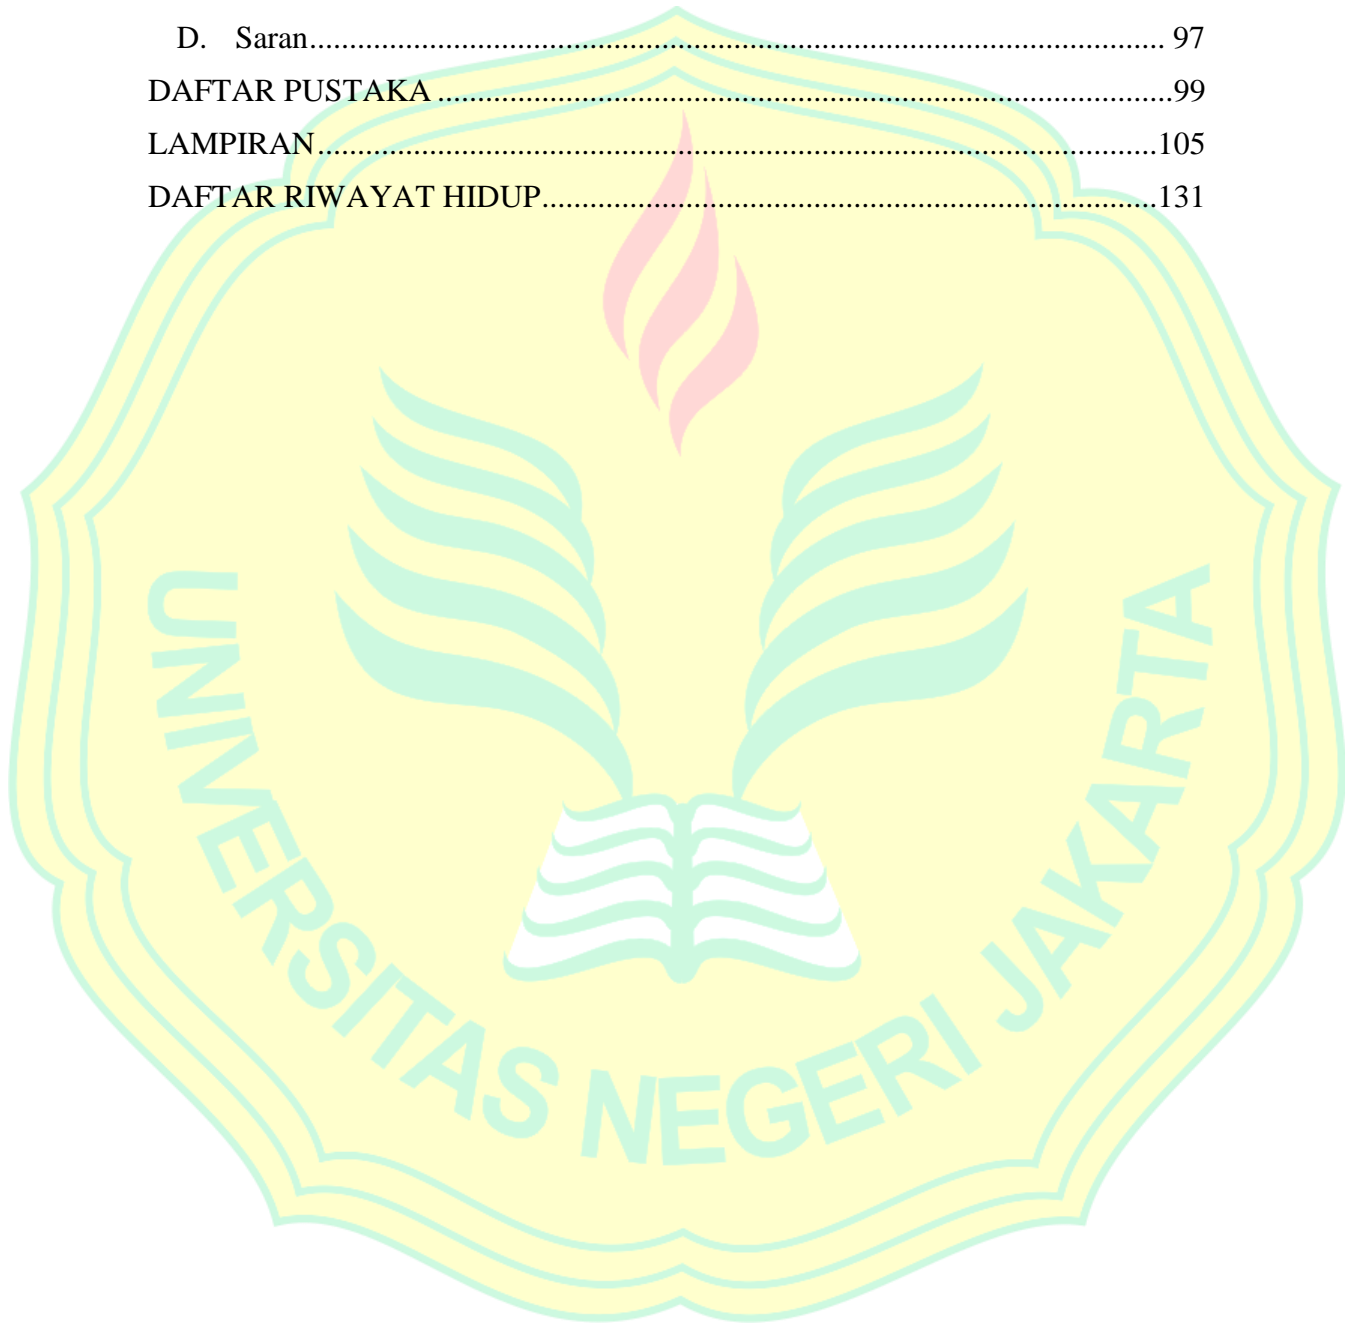 D. Saran........................................................................................................... 97
DAFTAR PUSTAKA ............................................................................................99
LAMPIRAN.........................................................................................................105
DAFTAR RIWAYAT HIDUP.............................................................................131
UNIVERSITAS NEGERI JAKARTA